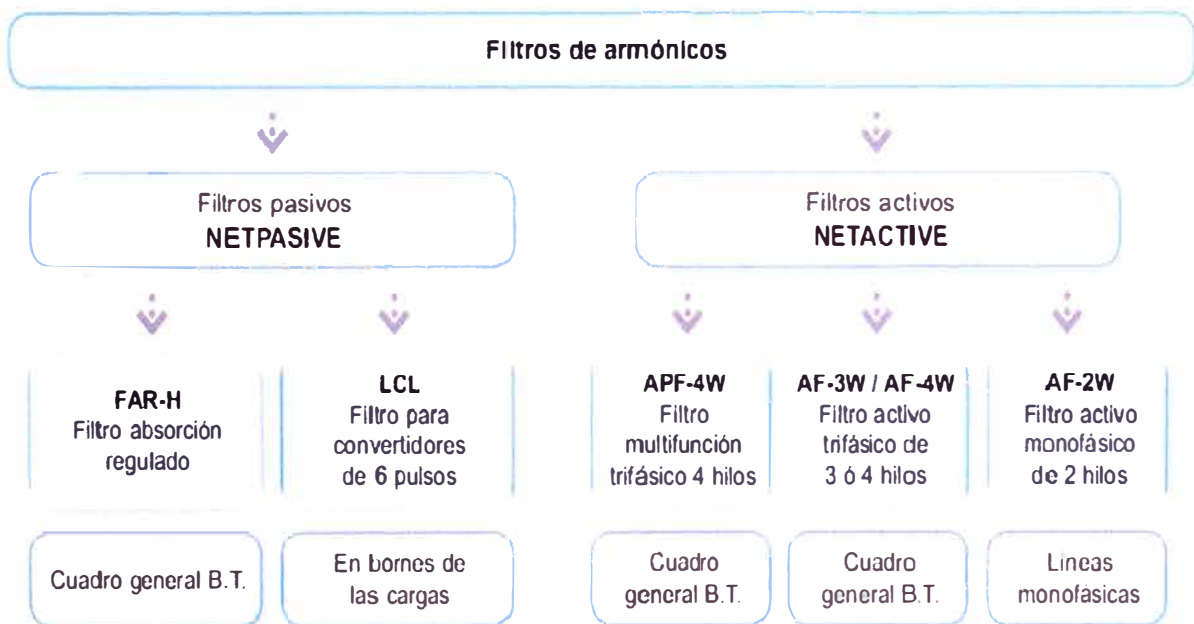 Filtros de armónicos
Filtros pasivos
NETPASIVE
Filtros activos
NETACTIVE
FAR-H
Filtro absorción
regulado
LCL
Filtro para
convertidores
de 6 pulsos
APF-4W
Filtro
multifunción
trifásico 4 hilos
AF-3W / AF-4W
Filtro activo
trifásico de
3 ó 4 hilos
AF-2W
Filtro activo
monofásico
de 2 hilos
Cuadro general B.T.
En bornes de
las cargas
Cuadro
general B.T.
Cuadro
general B.T.
Líneas
monofásicas